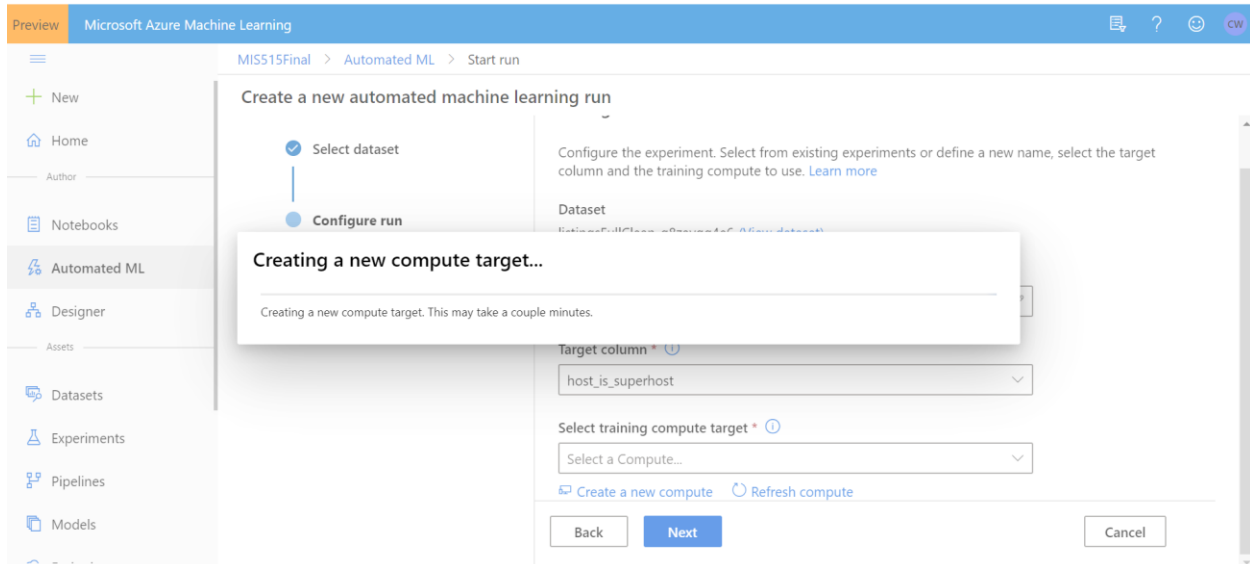 Preview Microsoft Azure Machine Learning CW
MIS515Final > Automated ML > Start run
New
Home
Author
Notebooks
Automated ML
Designer
Assets
Datasets
Experiments
Pipelines
Models
Create a new automated machine learning run
Select dataset
Configure run
Configure the experiment. Select from existing experiments or define a new name, select the target
column and the training compute to use. Learn more
Dataset
(View dataset)
Creating a new compute target...
Creating a new compute target. This may take a couple minutes.
Target column *
host_is_superhost
Select training compute target *
Select a Compute...
Create a new compute Refresh compute
Back Next Cancel